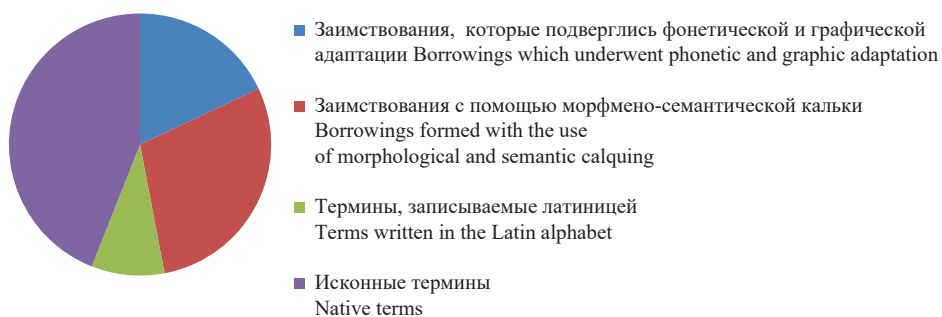 Заимствования, которые подверглись фонетической и графической
адаптации Borrowings which underwent phonetic and graphic adaptation
Заимствования с помощью морфмено-семантической кальки
Borrowings formed with the use
of morphological and semantic calquing
Термины, записываемые латиницей
Terms written in the Latin alphabet
Исконные термины
Native terms